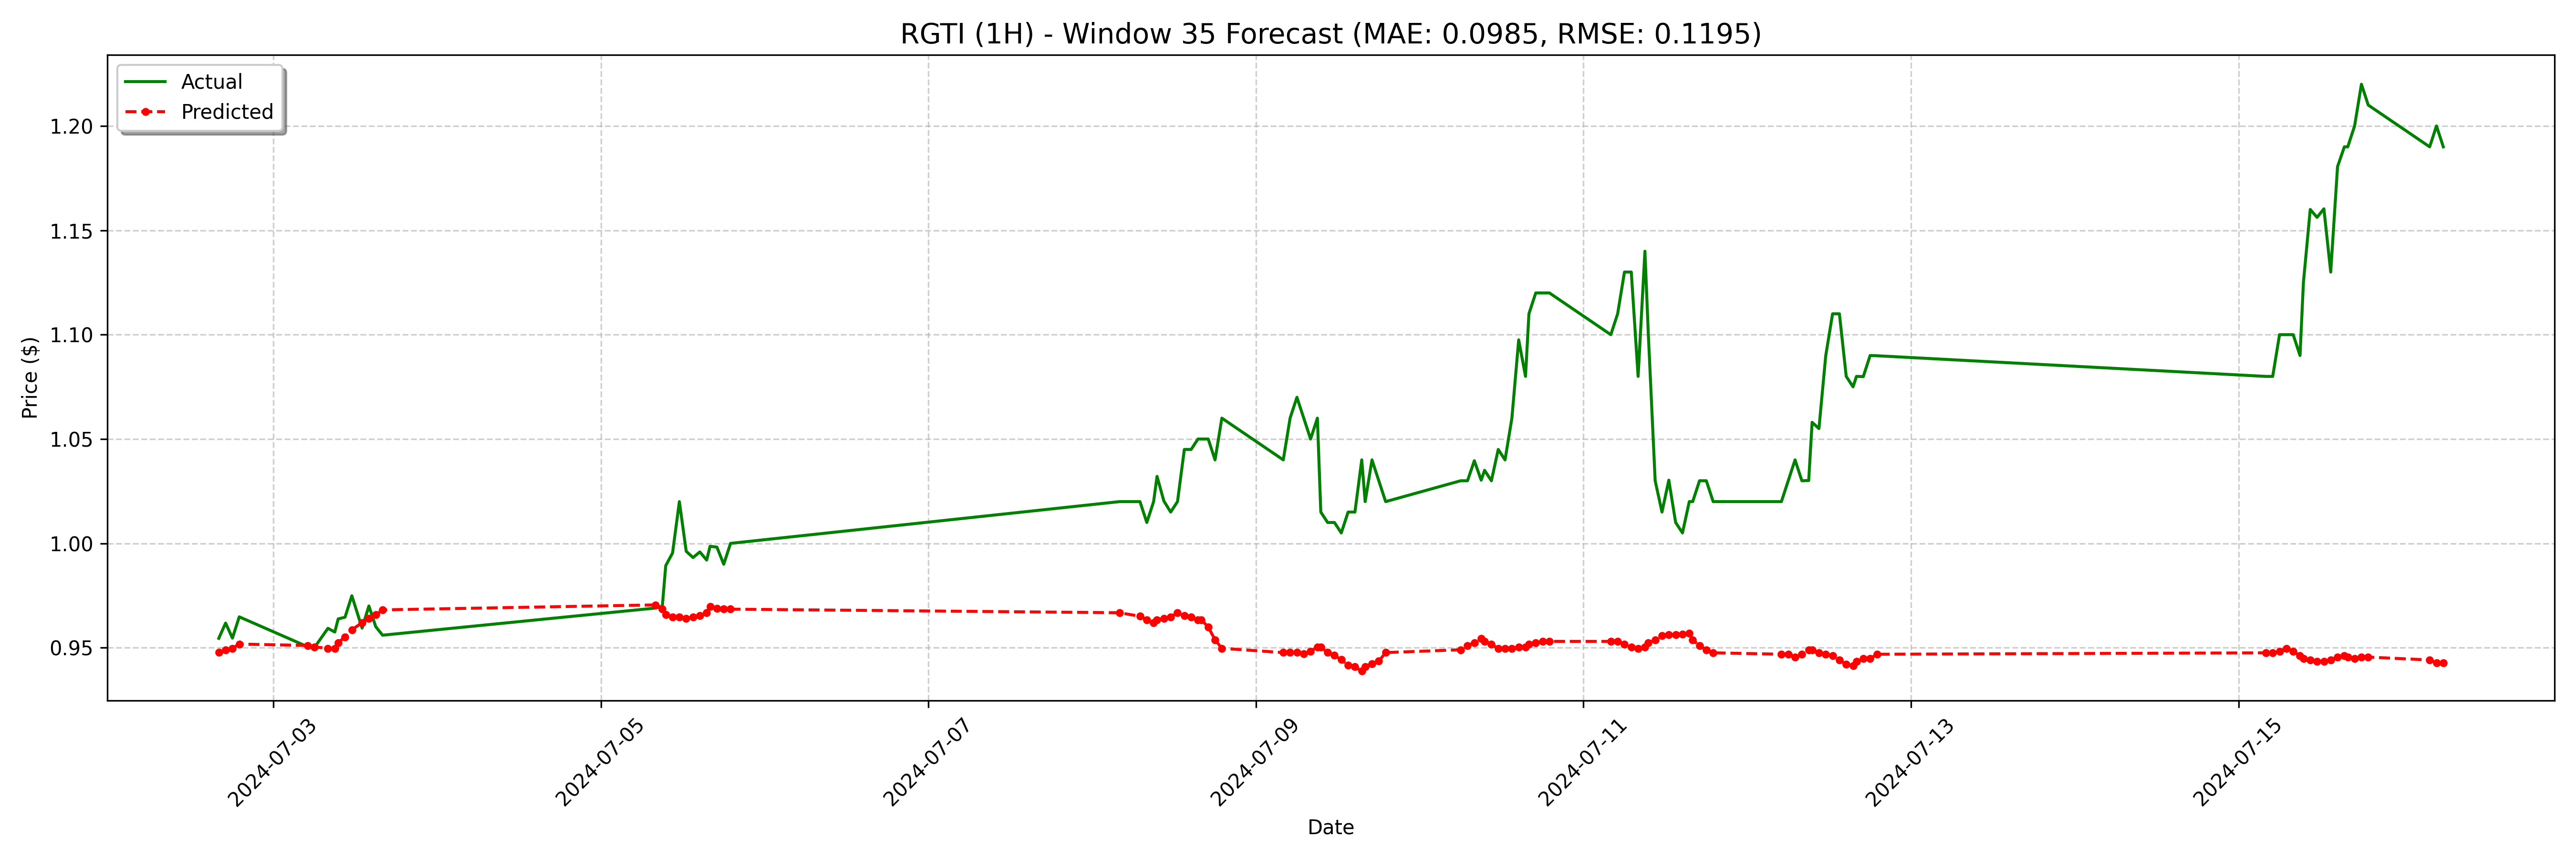 RGTI (1H) - Window 35 Forecast (MAE: 0.0985, RMSE: 0.1195)
Actual
Predicted
Price ($)
1.20
1.15
1.10
1.05
1.00
0.95
2024-07-03
2024-07-05
2024-07-07
2024-07-09
2024-07-11
2024-07-13
2024-07-15
Date